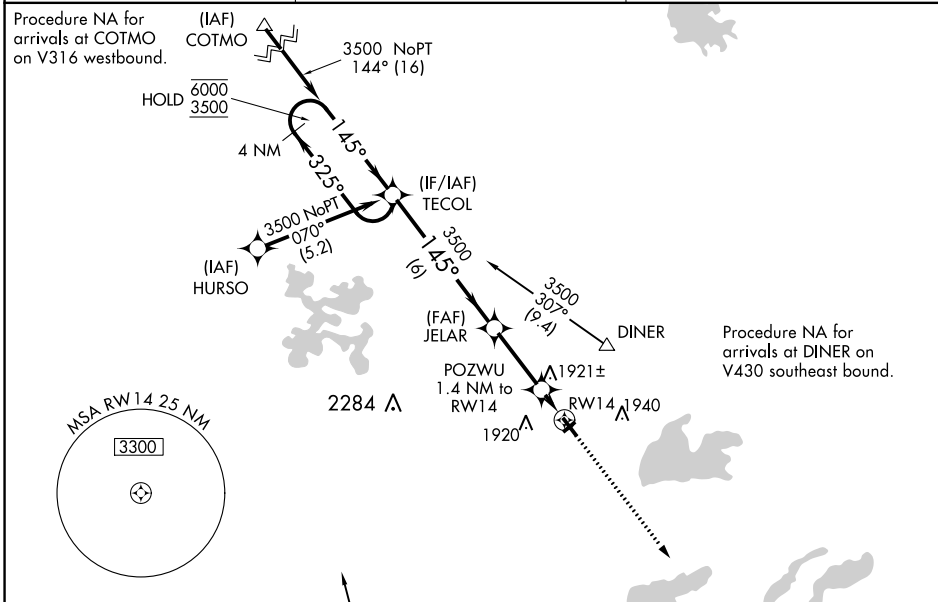 Procedure NA for
arrivals at COTMO
on V316 westbound.
(IAF)
COTMO
3500 NoPT
144° (16)
HOLD 6000
3500
4 NM
145°
325°
(IF/IAF)
TECOL
3500 NoPT
070°
(5.2)
(IAF)
HURSO
3500
145°
(6)
3500
307°
(9.4)
DINER
(FAF)
JELAR
Procedure NA for
arrivals at DINER on
V430 southeast bound.
POZWU
1.4 NM to
RW14
1921±
2284
RW14
1940
1920
MSA RW14 25 NM
3300